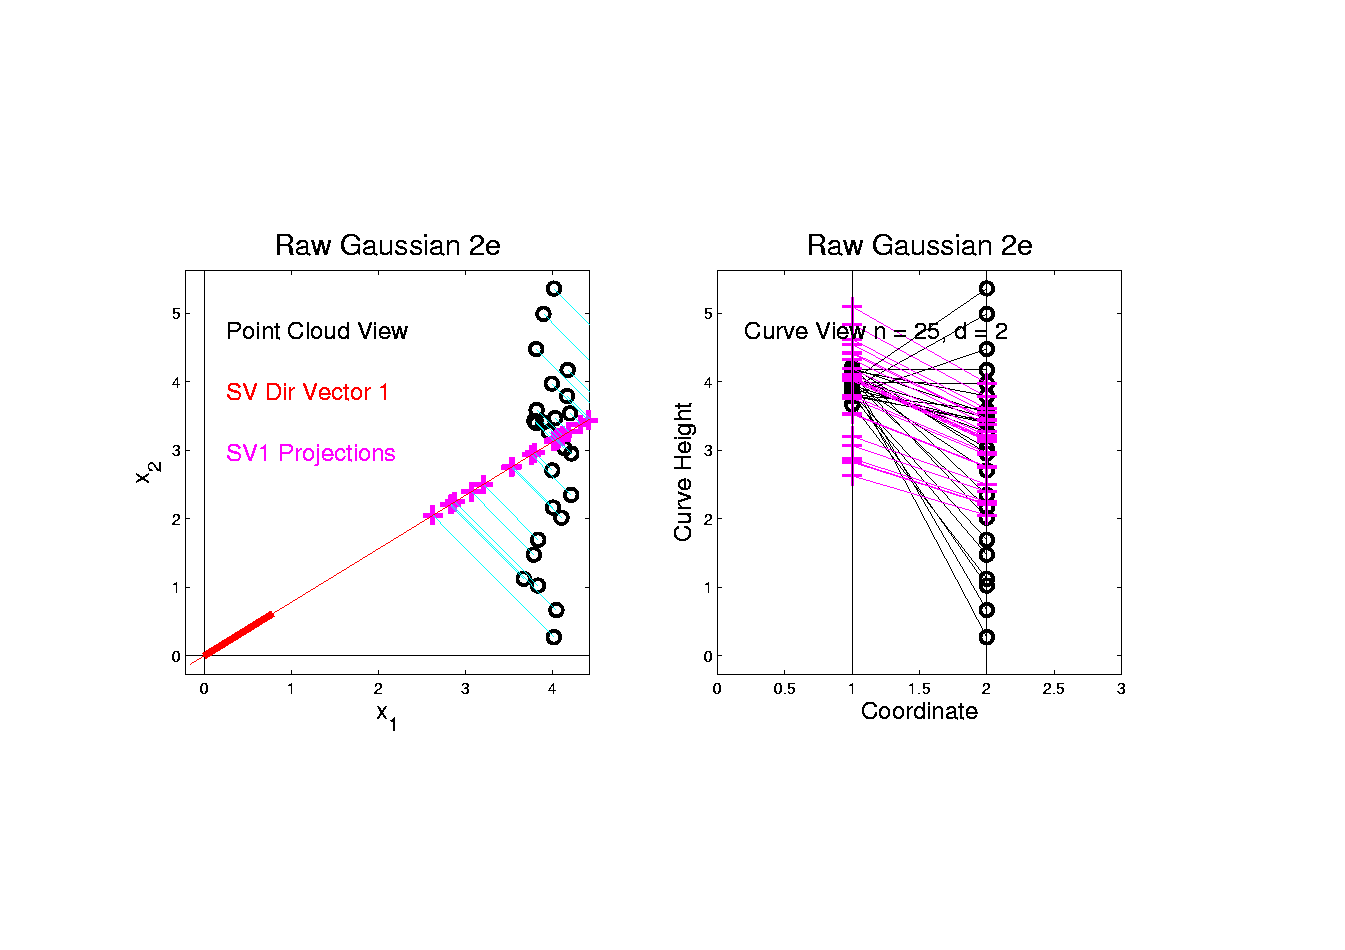 Raw Gaussian 2e
Point Cloud View
SV Dir Vector 1
SV1 Projections
x_2
5
4
3
2
1
0
0 1 2 3 4
x_1
Raw Gaussian 2e
Curve View n = 25, d = 2
Curve Height
5
4
3
2
1
0
0 0.5 1 1.5 2 2.5 3
Coordinate